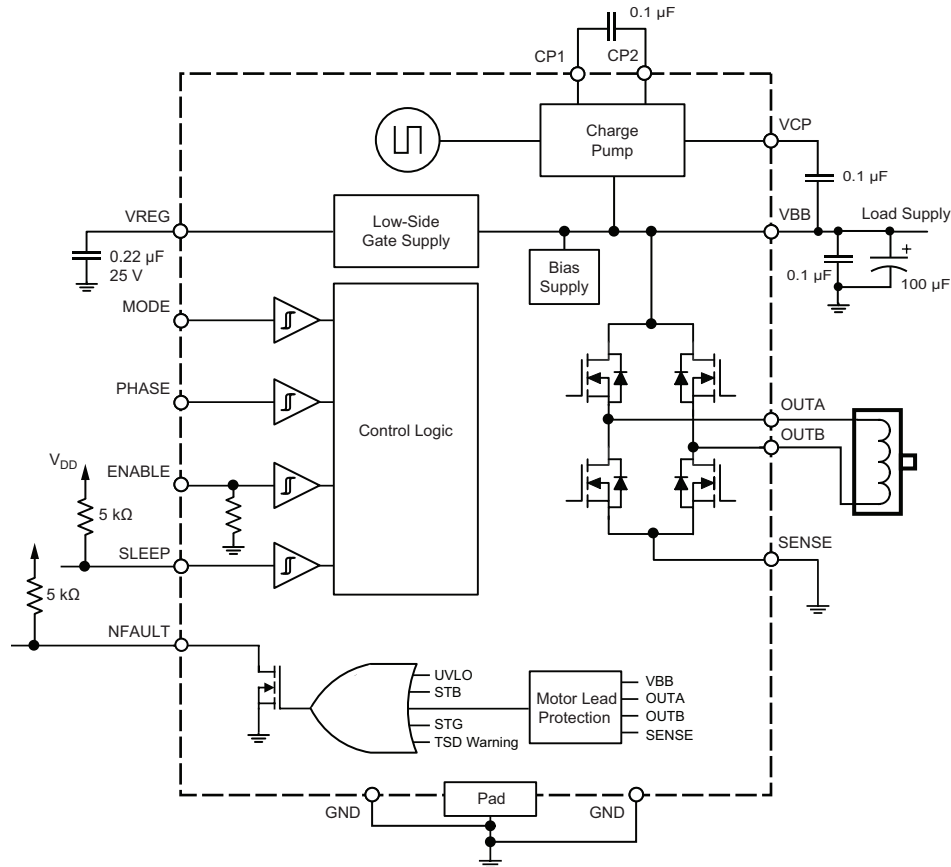 0.1 µF
CP1
CP2
Charge
Pump
VCP
0.1 µF
VREG
Low-Side
Gate Supply
VBB
Load Supply
0.22 µF
25 V
Bias
Supply
0.1 µF
+
100 µF
MODE
PHASE
Control Logic
OUTA
OUTB
VDD
ENABLE
5 kΩ
SLEEP
SENSE
5 kΩ
NFAULT
UVLO
STB
STG
TSD Warning
Motor Lead
Protection
VBB
OUTA
OUTB
SENSE
GND
Pad
GND